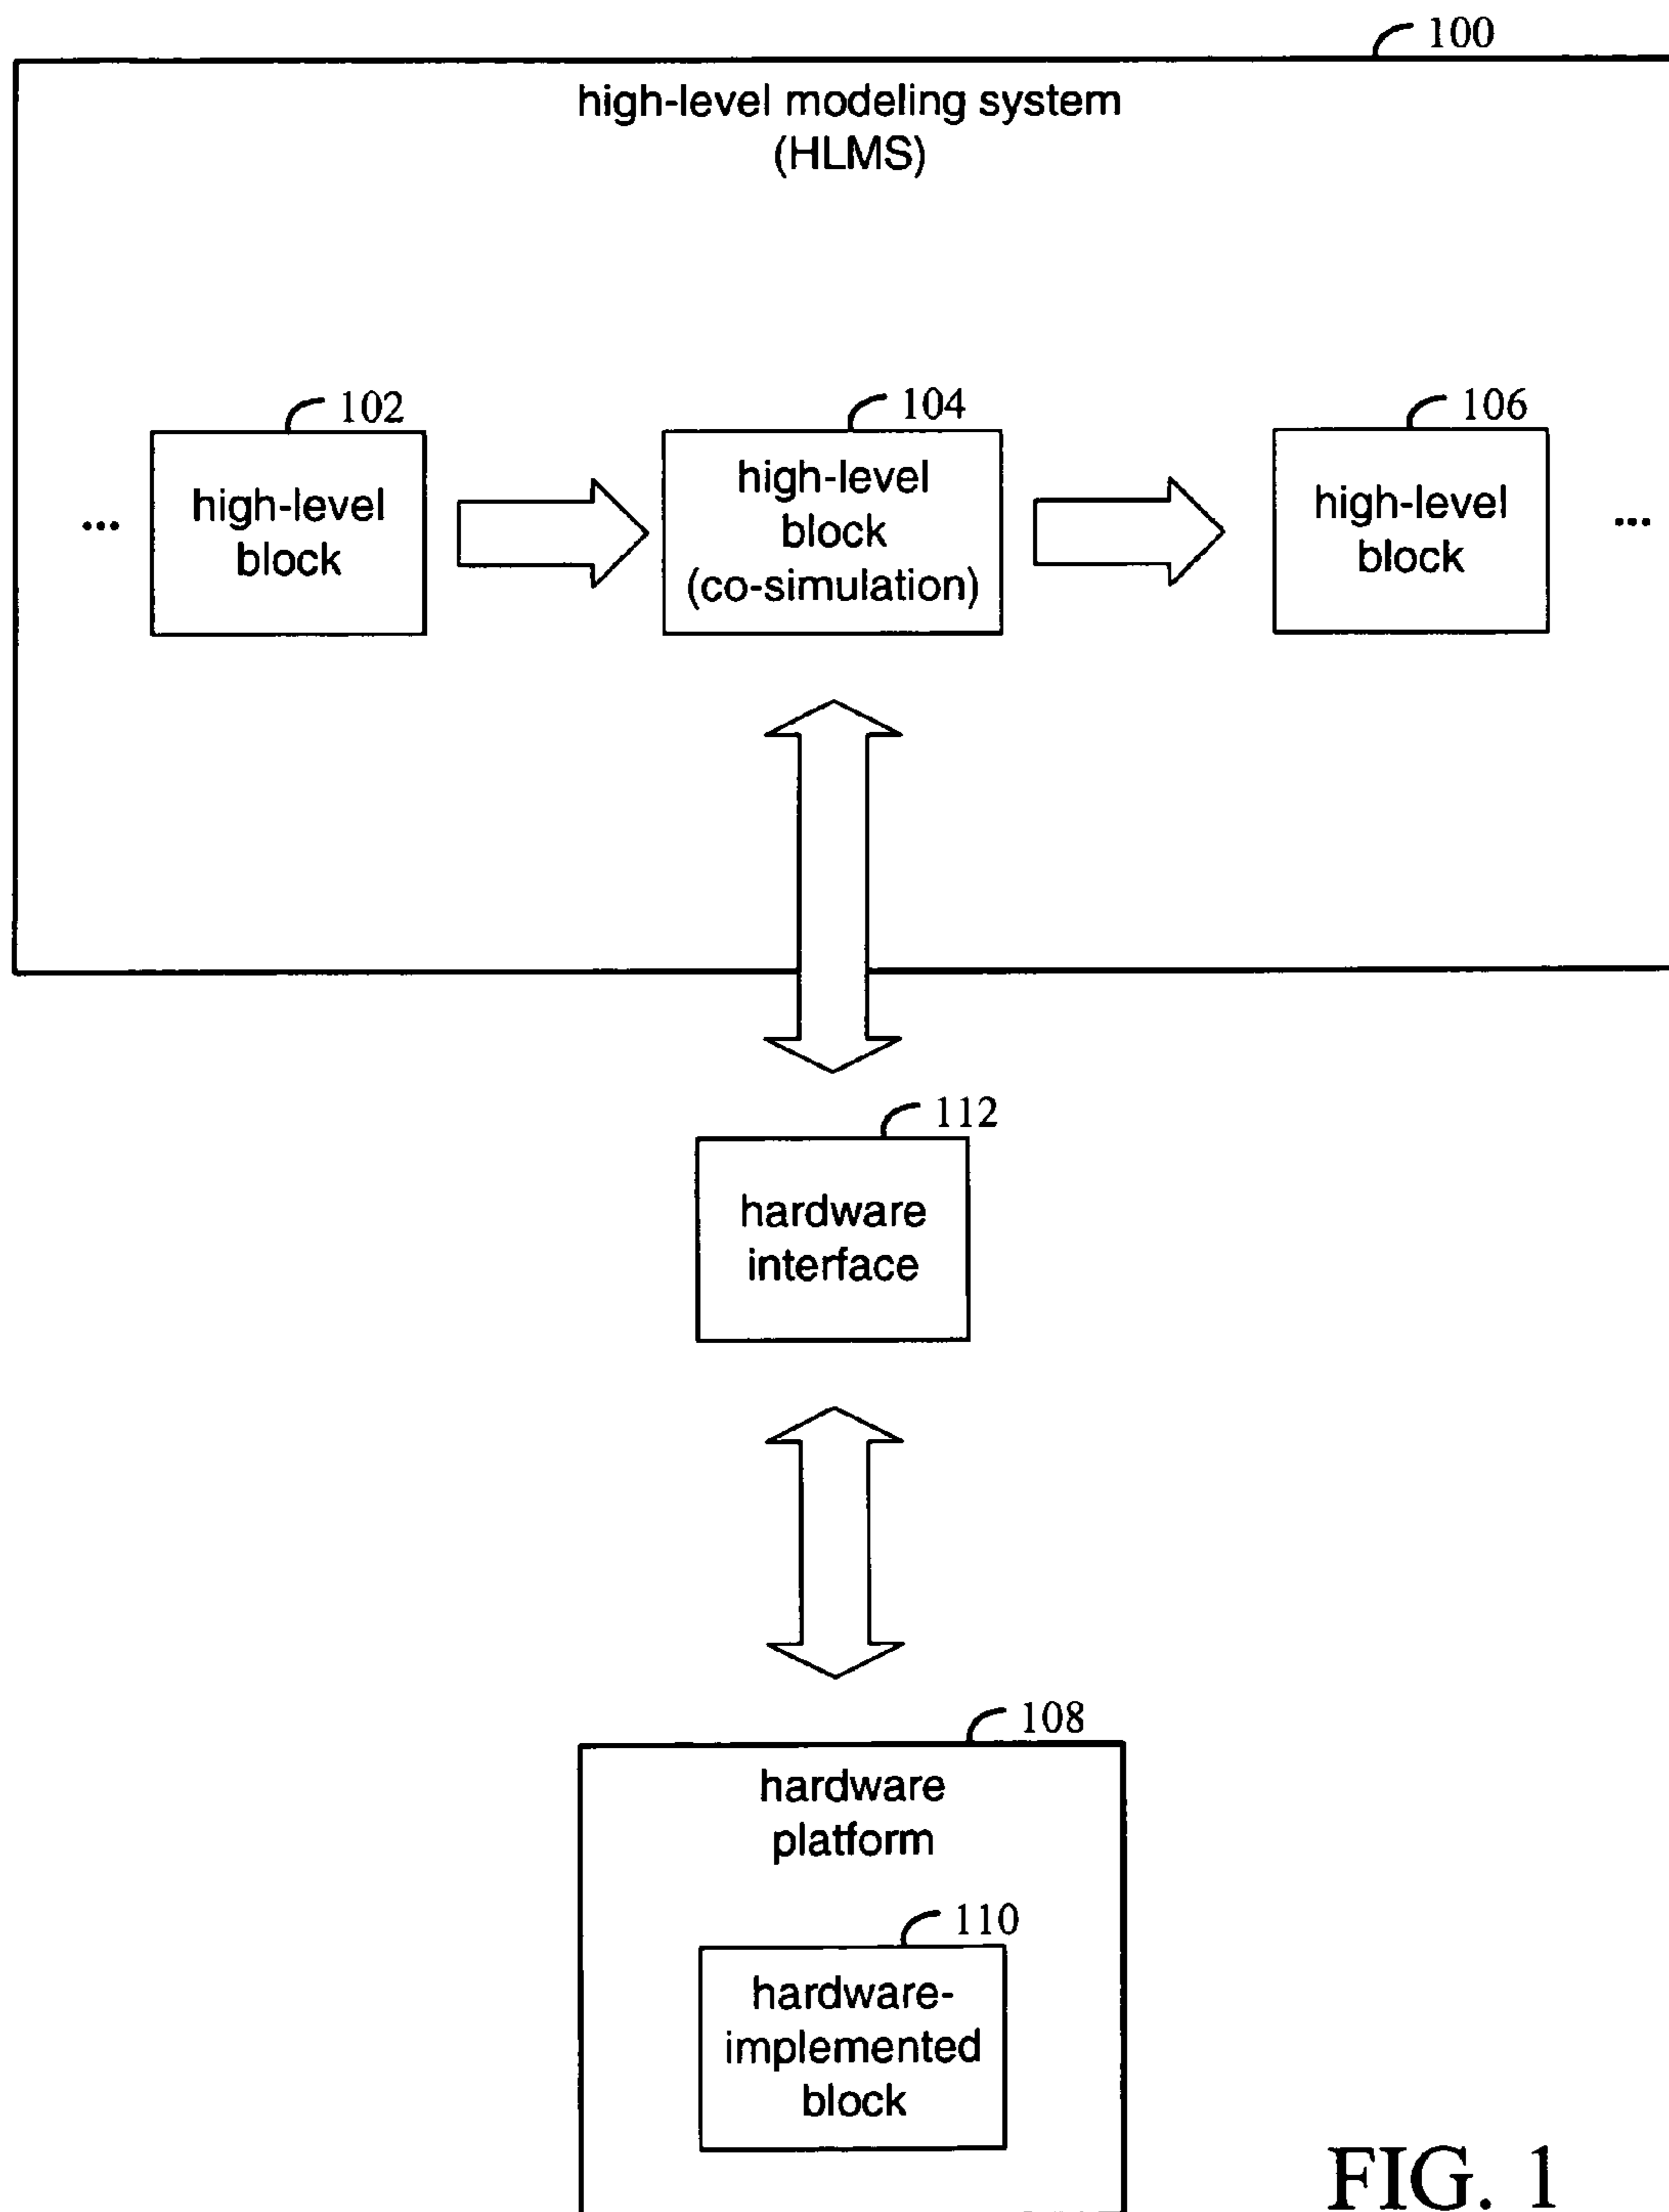 100
high-level modeling system
(HLMS)
102
104
106
...
high-level
block
high-level
block
(co-simulation)
high-level
block
...
112
hardware
interface
108
hardware
platform
110
hardware-
implemented
block
FIG. 1